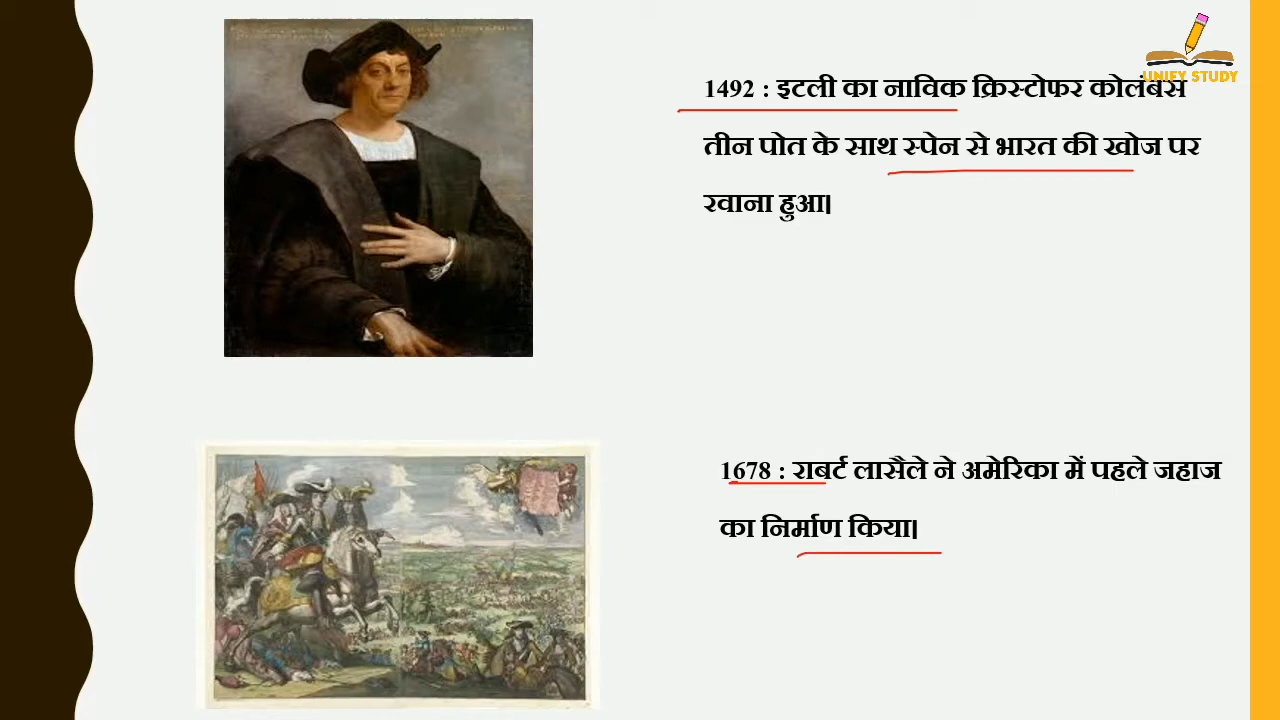 UNIFY STUDY
1492 : इटली का नाविक क्रिस्टोफर कोलंबस
तीन पोत के साथ स्पेन से भारत की खोज पर
रवाना हुआ।
1678 : राबर्ट लासैले ने अमेरिका में पहले जहाज
का निर्माण किया।